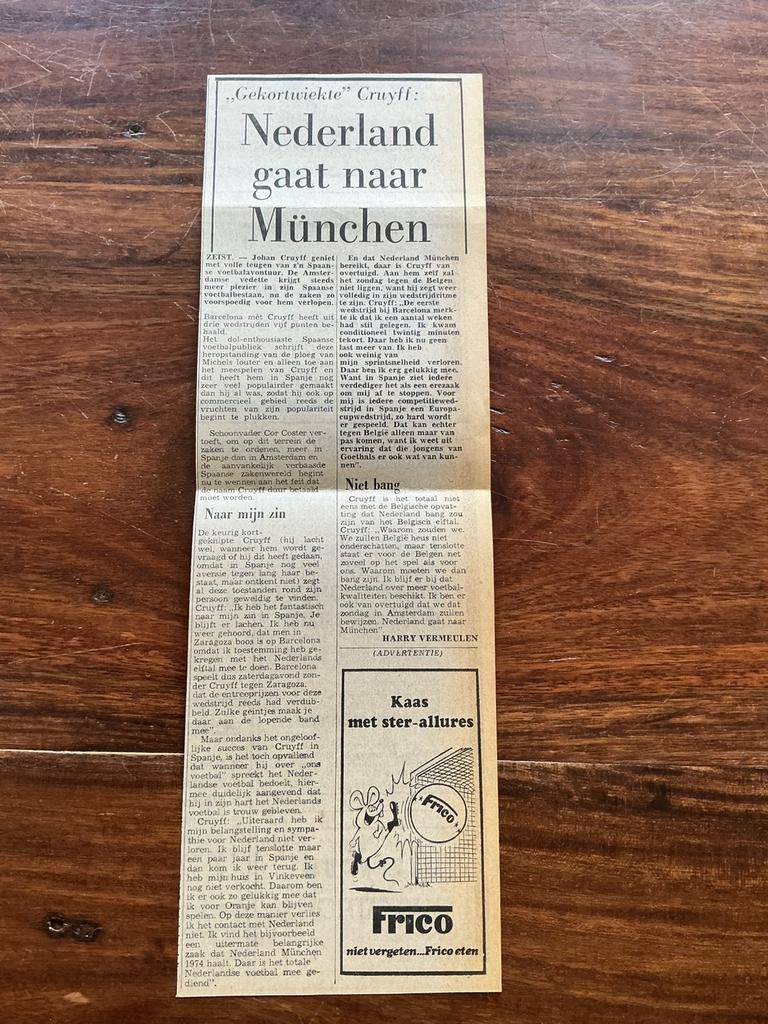 „Gekortwiekte” Cruyff:
Nederland
gaat naar
München
ZEIST. — Johan Cruyff geniet
met volle teugen van z'n Spaan-
se voetbalavontuur. De Amster-
damse vedette krijgt steeds
meer plezier in zijn Spaanse
voetbalbestaan, nu de zaken zo
voorspoedig voor hem verlopen.
Barcelona mét Cruyff heeft uit
drie wedstrijden vijf punten be-
haald.
Het dol-enthousiaste Spaanse
voetbalpubliek schrijft deze
heropstanding van de ploeg van
Michels louter en alleen toe aan
het meespelen van Cruyff en
dit heeft hem in Spanje nog
zeer veel populairder gemaakt
dan hij al was, zodat hij ook op
commercieel gebied reeds de
vruchten van zijn populariteit
begint te plukken.
Schoonvader Cor Coster ver-
toeft, om op dit terrein de
zaken te ordenen, meer in
Spanje dan in Amsterdam en
de aanvankelijk verbaasde
Spaanse zakenwereld begint
nu te wennen aan het feit dat
de naam Cruyff duur betaald
moet worden.
Naar mijn zin
De keurig kort-
geknipte Cruyff (hij lacht
wel, wanneer hem wordt ge-
vraagd of hij dit heeft gedaan,
omdat in Spanje nog veel
aversie tegen lang haar be-
staat, maar ontkent niet) zegt
al deze toestanden rond zijn
persoon geweldig te vinden.
Cruyff: „Ik heb het fantastisch
naar mijn zin in Spanje. Je
blijft er lachen. Ik heb nu
weer gehoord, dat men in
Zaragoza boos is op Barcelona
omdat ik toestemming heb ge-
kregen met het Nederlands
elftal mee te doen. Barcelona
speelt dus zaterdagavond zon-
der Cruyff tegen Zaragoza,
dat de entreeprijzen voor deze
wedstrijd reeds had verdub-
beld. Zulke geintjes maak je
daar aan de lopende band
mee”.
Maar ondanks het ongeloof-
lijke succes van Cruyff in
Spanje, is het toch opvallend
dat wanneer hij over „ons
voetbal” spreekt het Neder-
landse voetbal bedoelt, hier-
mee duidelijk aangevend dat
hij in zijn hart het Nederlands
voetbal is trouw gebleven.
Cruyff: „Uiteraard heb ik
mijn belangstelling en sympa-
thie voor Nederland niet ver-
loren. Ik blijf tenslotte maar
een paar jaar in Spanje en
dan kom ik weer terug. Ik
heb mijn huis in Vinkeveen
nog niet verkocht. Daarom ben
ik er ook zo gelukkig mee dat
ik voor Oranje kan blijven
spelen. Op deze manier verlies
ik het contact met Nederland
niet. Ik vind het bijvoorbeeld
een uitermate belangrijke
zaak dat Nederland München
1974 haalt. Daar is het totale
Nederlandse voetbal mee ge-
diend”.
En dat Nederland München
bereikt, daar is Cruyff van
overtuigd. Aan hem zelf zal
het zondag tegen de Belgen
niet liggen, want hij zegt weer
volledig in zijn wedstrijdritme
te zijn. Cruyff: „De eerste
wedstrijd bij Barcelona merk-
te ik dat ik een aantal weken
had stil gelegen. Ik kwam
conditioneel twintig minuten
tekort. Daar heb ik nu geen
last meer van. Ik heb
ook weinig van
mijn sprintsnelheid verloren.
Daar ben ik erg gelukkig mee.
Want in Spanje ziet iedere
verdediger het als een erezaak
om mij af te stoppen. Voor
mij is iedere competitiewed-
strijd in Spanje een Europa-
cupwedstrijd, zo hard wordt
er gespeeld. Dat kan echter
tegen België alleen maar van
pas komen, want ik weet uit
ervaring dat die jongens van
Goethals er ook wat van kun-
nen”.
Niet bang
Cruyff is het totaal niet
eens met de Belgische opvat-
ting dat Nederland bang zou
zijn van het Belgisch elftal.
Cruyff: „Waarom zouden we.
We zullen België heus niet
onderschatten, maar tenslotte
staat er voor de Belgen net
zoveel op het spel als voor
ons. Waarom moeten we dan
bang zijn. Ik blijf er bij dat
Nederland over meer voetbal-
kwaliteiten beschikt. Ik ben er
ook van overtuigd dat we dat
zondag in Amsterdam zullen
bewijzen. Nederland gaat naar
München”
HARRY VERMEULEN
(ADVERTENTIE)
Kaas
met ster-allures
Frico
Frico
niet vergeten...Frico eten